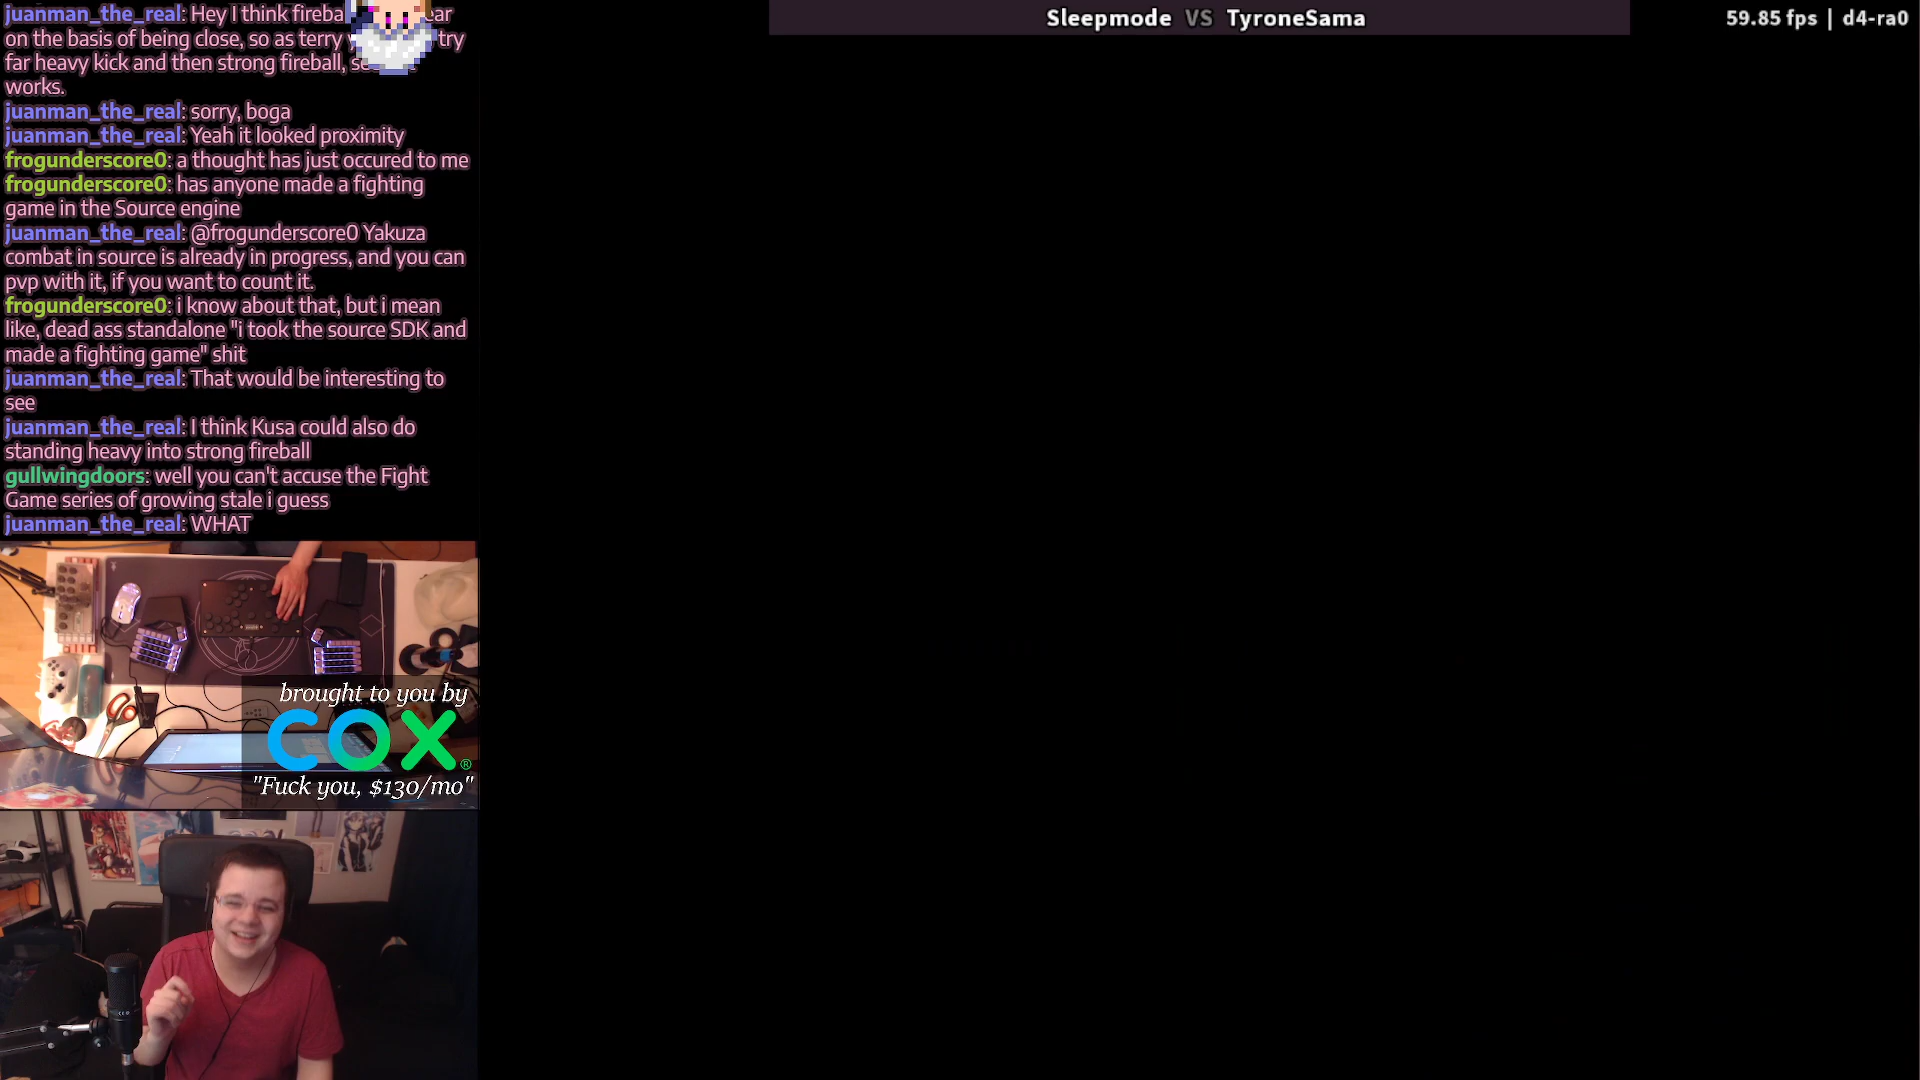 juanman_the_real: Hey I think fireba ear
on the basis of being close, so as terry y try
far heavy kick and then strong fireball, se
works.
juanman_the_real: sorry, boga
juanman_the_real: Yeah it looked proximity
frogunderscore0: a thought has just occured to me
frogunderscore0: has anyone made a fighting
game in the Source engine
juanman_the_real: @frogunderscore0 Yakuza
combat in source is already in progress, and you can
pvp with it, if you want to count it.
frogunderscore0: i know about that, but i mean
like, dead ass standalone "i took the source SDK and
made a fighting game" shit
juanman_the_real: That would be interesting to
see
juanman_the_real: I think Kusa could also do
standing heavy into strong fireball
gullwingdoors: well you can't accuse the Fight
Game series of growing stale i guess
juanman_the_real: WHAT
brought to you by
COX®
"Fuck you, $130/mo"
Sleepmode VS TyroneSama
59.85 fps | d4-ra0